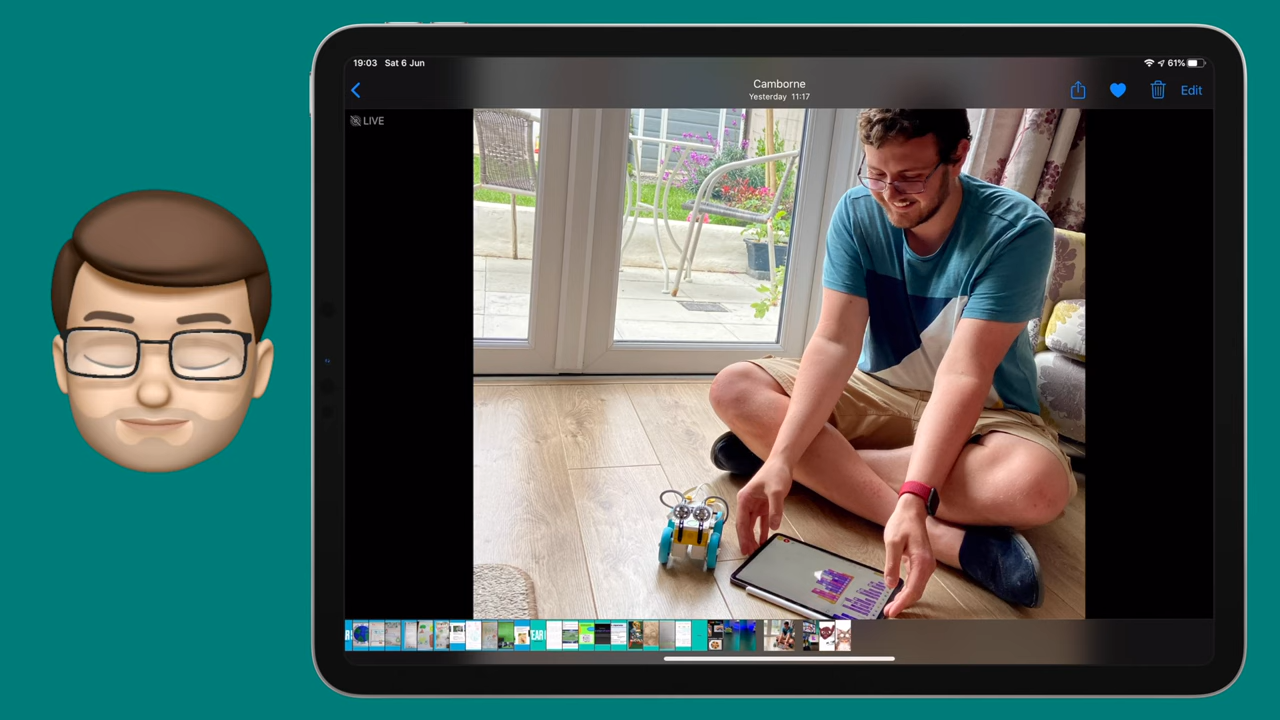 19:03 Sat 6 Jun
61%
Camborne
Yesterday 11:17
Edit
LIVE